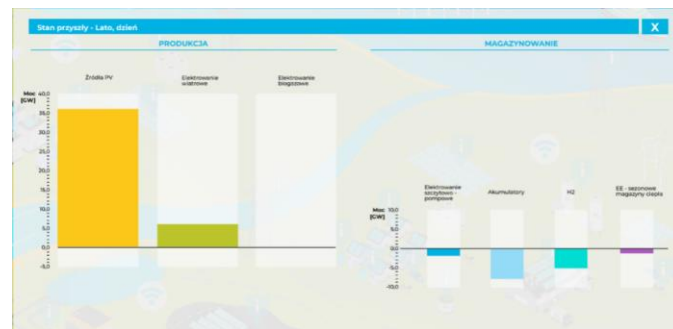 Stan przyszły - Lato, dzień
X
PRODUKCJA
MAGAZYNOWANIE
Źródła PV
Elektrownie
wiatrowe
Elektrownie
biogazowe
Moc
[GW]
40,0
35,0
30,0
25,0
20,0
15,0
10,0
5,0
0,0
-5,0
Elektrownie
szczytowo -
pompowe
Akumulatory
H2
EE - sezonowe
magazyny ciepła
Moc
[GW]
10,0
5,0
0,0
-5,0
-10,0